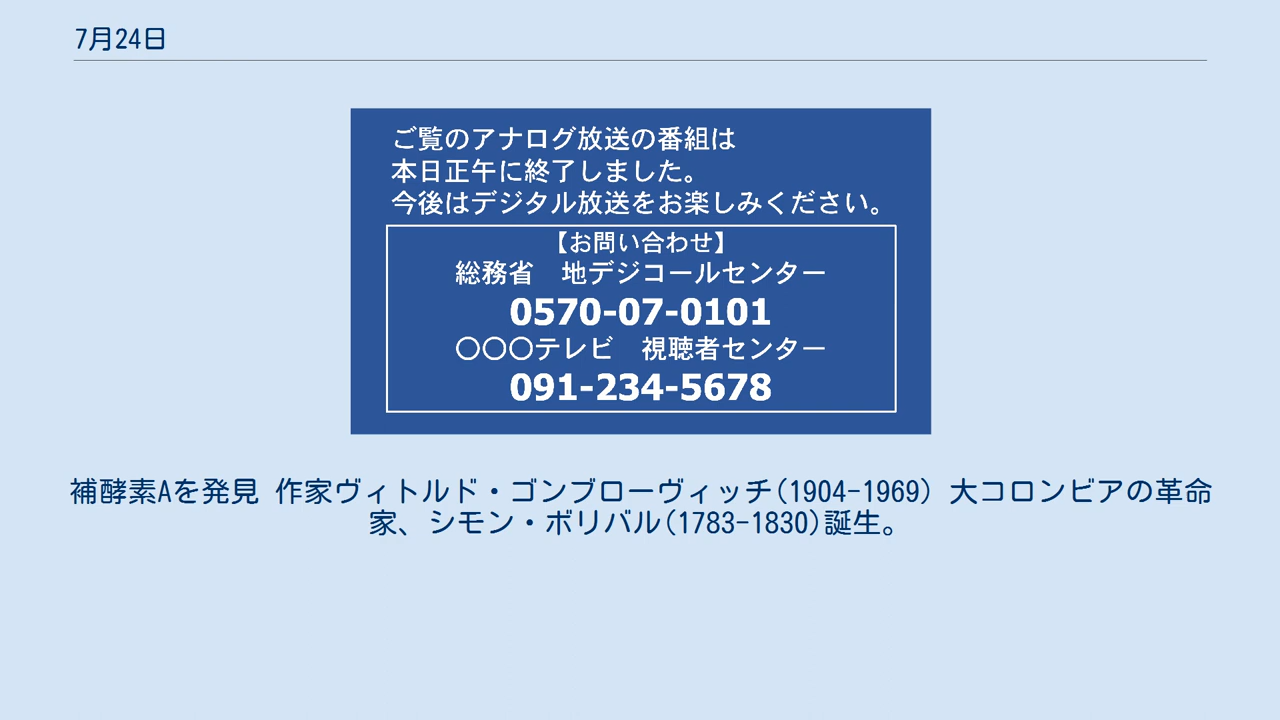 7月24日
ご覧のアナログ放送の番組は
本日正午に終了しました。
今後はデジタル放送をお楽しみください。
【お問い合わせ】
総務省　地デジコールセンター
0570-07-0101
〇〇〇テレビ　視聴者センター
091-234-5678
補酵素Aを発見 作家ヴィトルド・ゴンブローヴィッチ(1904-1969) 大コロンビアの革命
家、シモン・ボリバル(1783-1830)誕生。